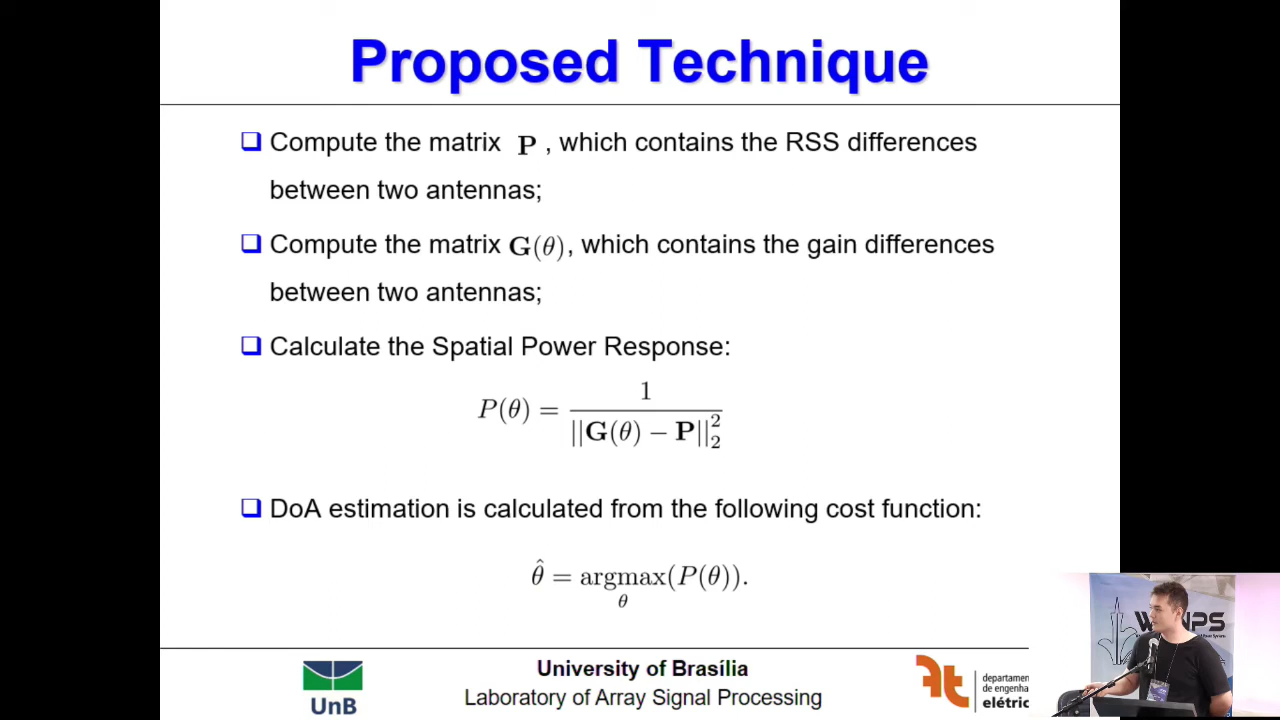 Proposed Technique
❑ Compute the matrix P , which contains the RSS differences
between two antennas;
❑ Compute the matrix G(θ), which contains the gain differences
between two antennas;
❑ Calculate the Spatial Power Response:
P(θ) = 1 / ||G(θ) − P||₂²
❑ DoA estimation is calculated from the following cost function:
θ̂ = argmax(P(θ)).
θ
University of Brasília
Laboratory of Array Signal Processing
UnB
ft
departamen
de engenha
elétric